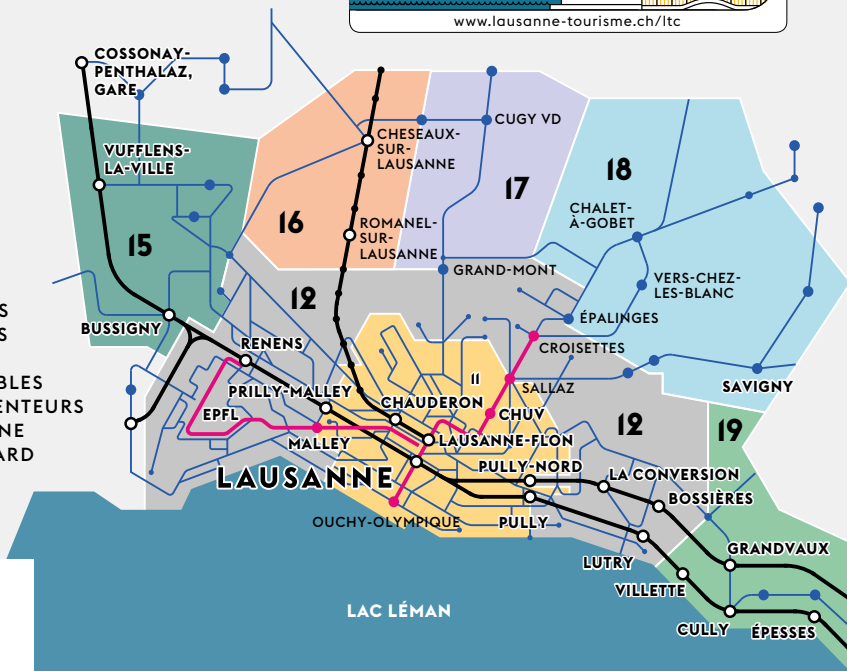 www.lausanne-tourisme.ch/ltc
COSSONAY-
PENTHALAZ,
GARE
VUFFLENS-
LA-VILLE
15
BUSSIGNY
16
CHESEAUX-
SUR-
LAUSANNE
ROMANEL-
SUR-
LAUSANNE
17
CUGY VD
GRAND-MONT
18
CHALET-
À-GOBET
VERS-CHEZ-
LES-BLANC
ÉPALINGES
CROISETTES
SALLAZ
SAVIGNY
12
RENENS
PRILLY-MALLEY
EPFL
MALLEY
11
CHAUDERON
CHUV
LAUSANNE-FLON
LAUSANNE
OUCHY-OLYMPIQUE
PULLY-NORD
PULLY
12
LA CONVERSION
BOSSIÈRES
19
GRANDVAUX
LUTRY
VILLETTE
CULLY
ÉPESSES
LAC LÉMAN
S
S
BLES
ENTEURS
NE
ARD